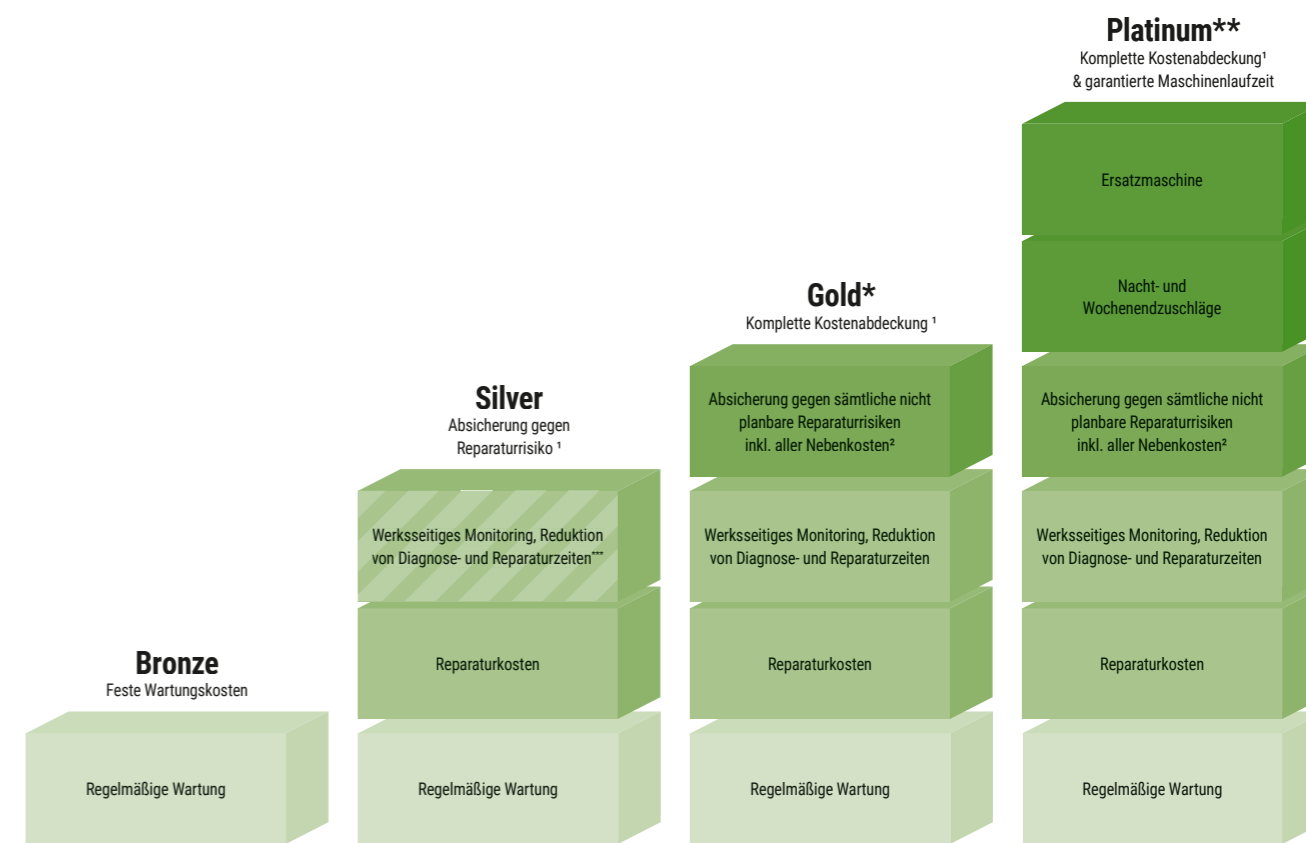 Bronze
Feste Wartungskosten
Regelmäßige Wartung
Silver
Absicherung gegen
Reparaturrisiko ¹
Werksseitiges Monitoring, Reduktion
von Diagnose- und Reparaturzeiten***
Reparaturkosten
Regelmäßige Wartung
Gold*
Komplette Kostenabdeckung ¹
Absicherung gegen sämtliche nicht
planbare Reparaturrisiken
inkl. aller Nebenkosten²
Werksseitiges Monitoring, Reduktion
von Diagnose- und Reparaturzeiten
Reparaturkosten
Regelmäßige Wartung
Platinum**
Komplette Kostenabdeckung¹
& garantierte Maschinenlaufzeit
Ersatzmaschine
Nacht- und
Wochenendzuschläge
Absicherung gegen sämtliche nicht
planbare Reparaturrisiken
inkl. aller Nebenkosten²
Werksseitiges Monitoring, Reduktion
von Diagnose- und Reparaturzeiten
Reparaturkosten
Regelmäßige Wartung